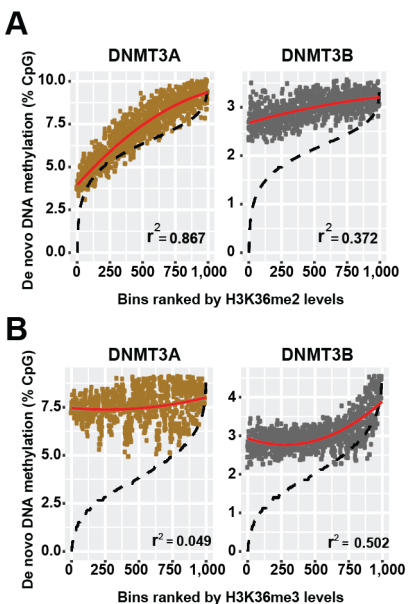 A
DNMT3A DNMT3B
De novo DNA methylation (% CpG)
10.0
7.5
5.0
2.5
0.0
3
2
1
0
r² = 0.867
r² = 0.372
0 250 500 750 1,000
0 250 500 750 1,000
Bins ranked by H3K36me2 levels
B
DNMT3A DNMT3B
De novo DNA methylation (% CpG)
7.5
5.0
2.5
0.0
4
3
2
1
0
r² = 0.049
r² = 0.502
0 250 500 750 1,000
0 250 500 750 1,000
Bins ranked by H3K36me3 levels